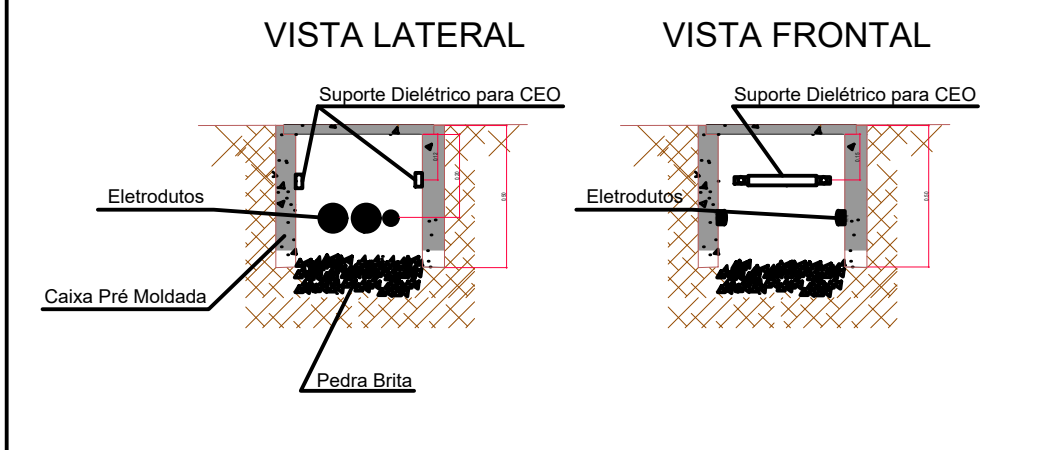 VISTA LATERAL
VISTA FRONTAL
Suporte Dielétrico para CEO
Suporte Dielétrico para CEO
Eletrodutos
Eletrodutos
Caixa Pré Moldada
Pedra Brita